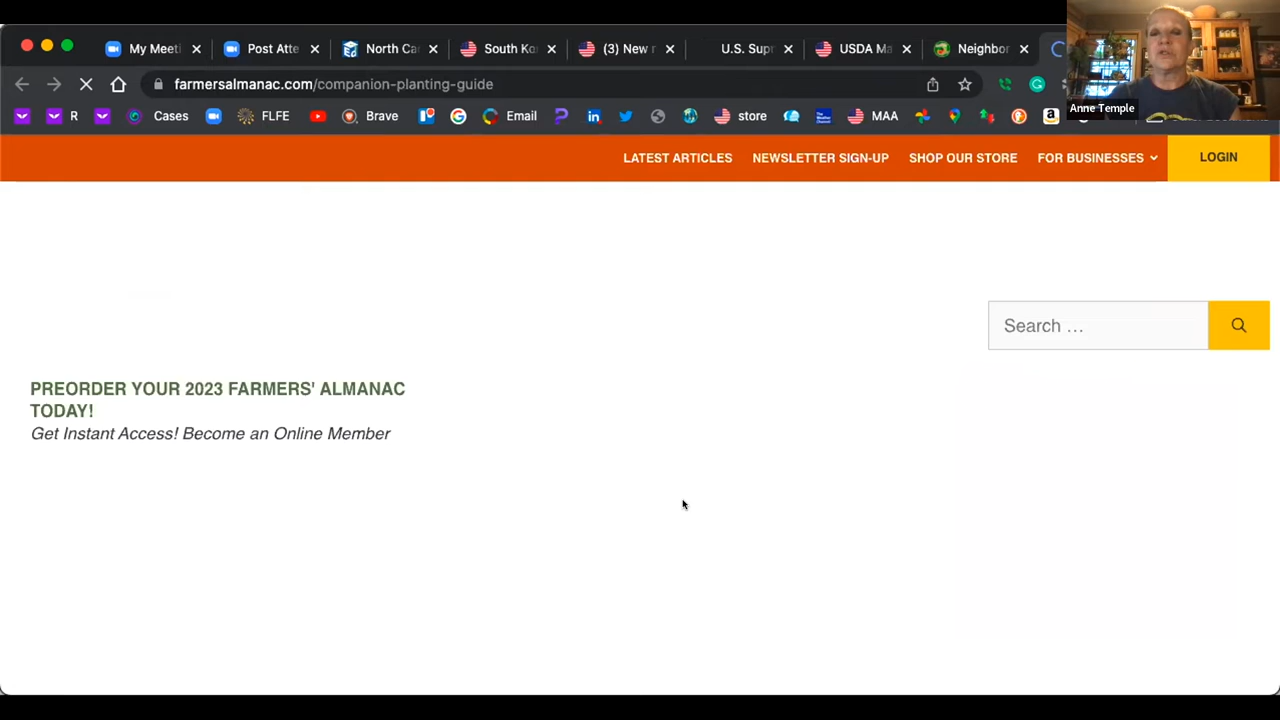 My Meeti
Post Atte
North Ca
South Ko
(3) New r
U.S. Supr
USDA Ma
Neighbor
farmersalmanac.com/companion-planting-guide
Anne Temple
R
Cases
FLFE
Brave
Email
store
MAA
LATEST ARTICLES
NEWSLETTER SIGN-UP
SHOP OUR STORE
FOR BUSINESSES
LOGIN
Search …
PREORDER YOUR 2023 FARMERS' ALMANAC
TODAY!
Get Instant Access! Become an Online Member